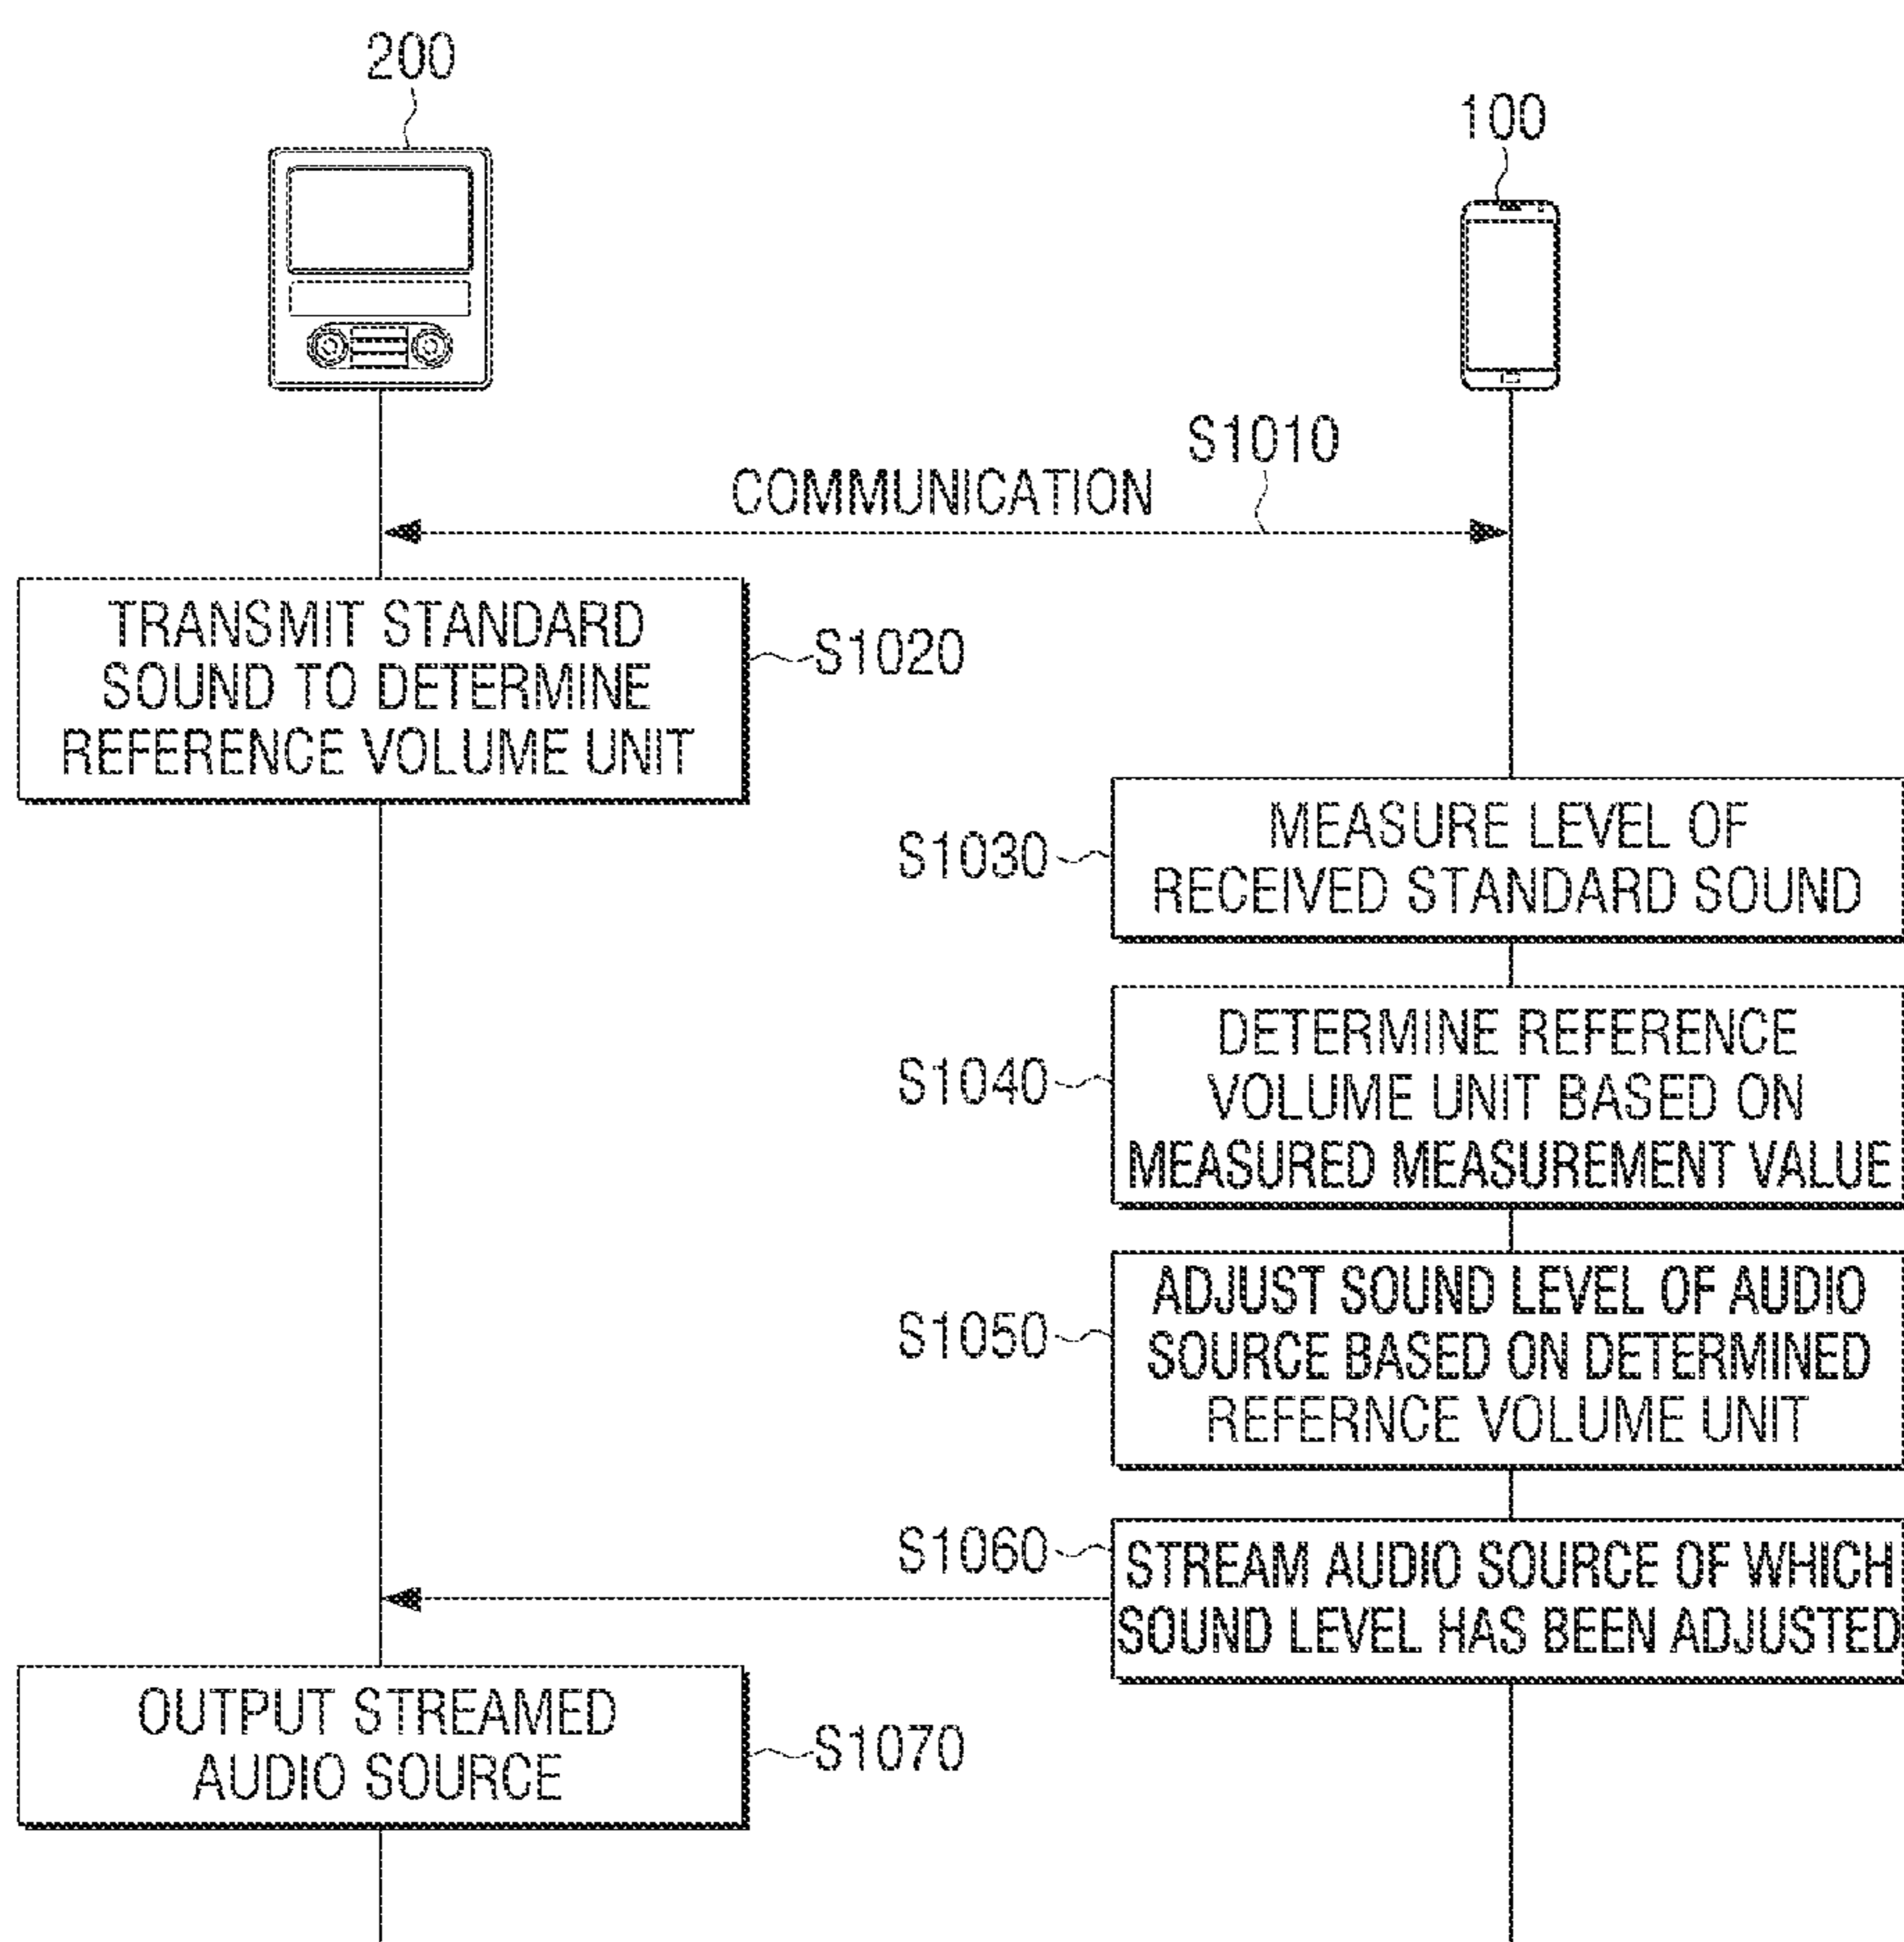 200
100
S1010
COMMUNICATION
TRANSMIT STANDARD
SOUND TO DETERMINE
REFERENCE VOLUME UNIT
S1020
S1030
MEASURE LEVEL OF
RECEIVED STANDARD SOUND
S1040
DETERMINE REFERENCE
VOLUME UNIT BASED ON
MEASURED MEASUREMENT VALUE
S1050
ADJUST SOUND LEVEL OF AUDIO
SOURCE BASED ON DETERMINED
REFERNCE VOLUME UNIT
S1060
STREAM AUDIO SOURCE OF WHICH
SOUND LEVEL HAS BEEN ADJUSTED
OUTPUT STREAMED
AUDIO SOURCE
S1070